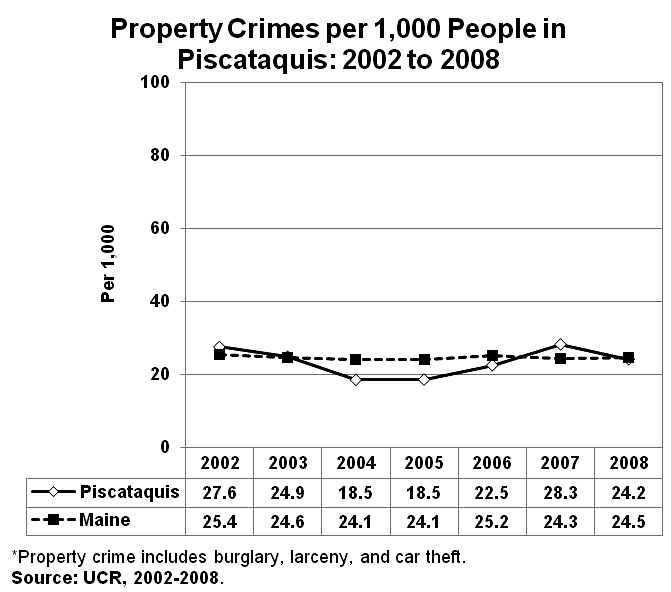 Property Crimes per 1,000 People in
Piscataquis: 2002 to 2008
100
80
60
40
20
0
Per 1,000
2002 2003 2004 2005 2006 2007 2008
Piscataquis 27.6 24.9 18.5 18.5 22.5 28.3 24.2
Maine 25.4 24.6 24.1 24.1 25.2 24.3 24.5
*Property crime includes burglary, larceny, and car theft.
Source: UCR, 2002-2008.